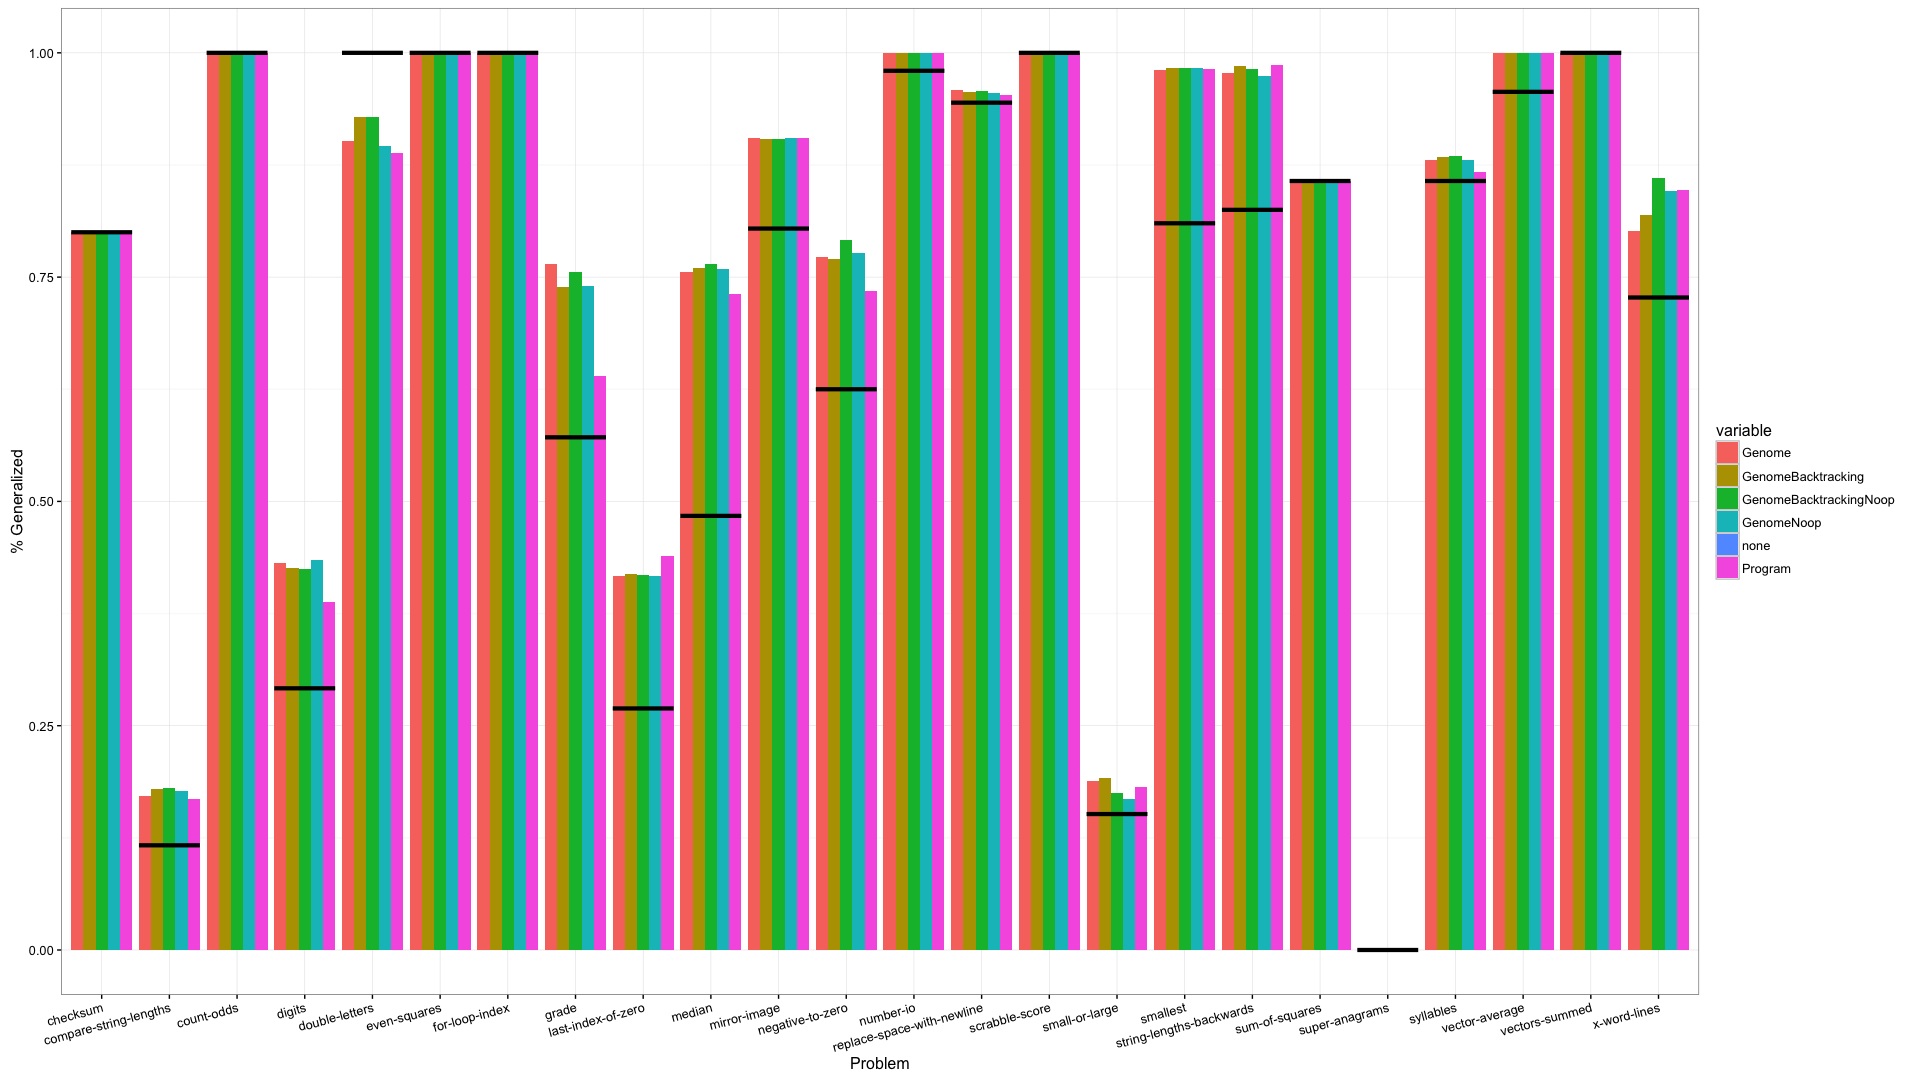 % Generalized
1.00
0.75
0.50
0.25
0.00
checksum
compare-string-lengths
count-odds
digits
double-letters
even-squares
for-loop-index
grade
last-index-of-zero
median
mirror-image
negative-to-zero
number-io
replace-space-with-newline
scrabble-score
small-or-large
smallest
string-lengths-backwards
sum-of-squares
super-anagrams
syllables
vector-average
vectors-summed
x-word-lines
Problem
variable
Genome
GenomeBacktracking
GenomeBacktrackingNoop
GenomeNoop
none
Program